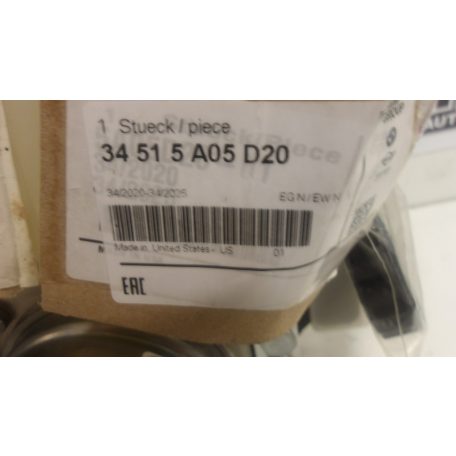 1 Stueck / piece
34 51 5 A05 D20
34/2020-34/2025 EGN/EWN
Made in United States - US 01
EAC
AUT